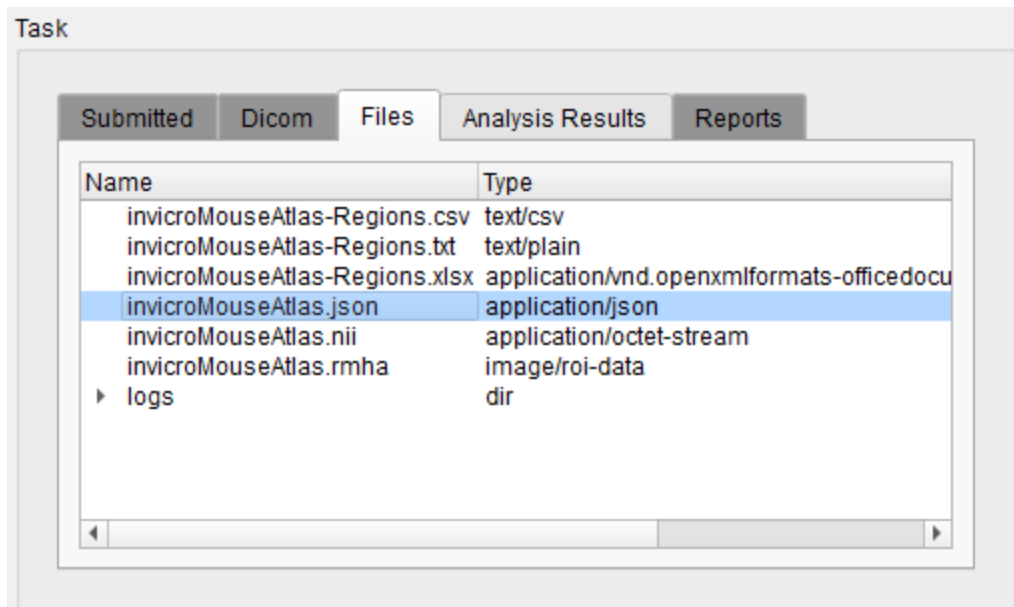 Task
Submitted Dicom Files Analysis Results Reports
Name Type
invicroMouseAtlas-Regions.csv text/csv
invicroMouseAtlas-Regions.txt text/plain
invicroMouseAtlas-Regions.xlsx application/vnd.openxmlformats-officedocu
invicroMouseAtlas.json application/json
invicroMouseAtlas.nii application/octet-stream
invicroMouseAtlas.rmha image/roi-data
logs dir